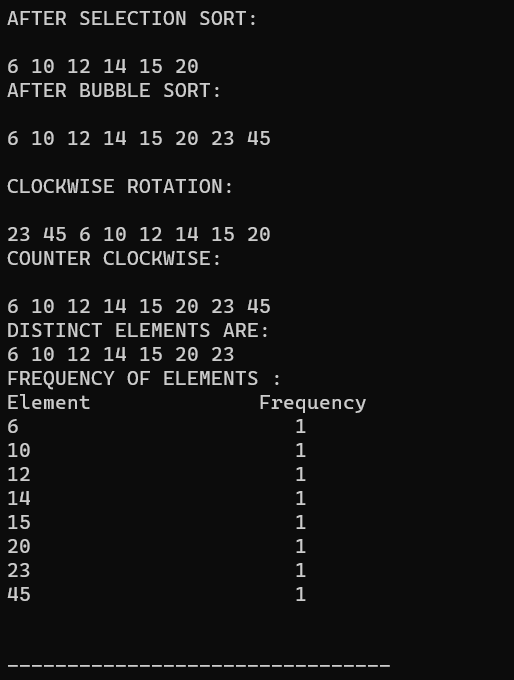 AFTER SELECTION SORT:
6 10 12 14 15 20
AFTER BUBBLE SORT:
6 10 12 14 15 20 23 45
CLOCKWISE ROTATION:
23 45 6 10 12 14 15 20
COUNTER CLOCKWISE:
6 10 12 14 15 20 23 45
DISTINCT ELEMENTS ARE:
6 10 12 14 15 20 23
FREQUENCY OF ELEMENTS :
Element Frequency
6 1
10 1
12 1
14 1
15 1
20 1
23 1
45 1
--------------------------------